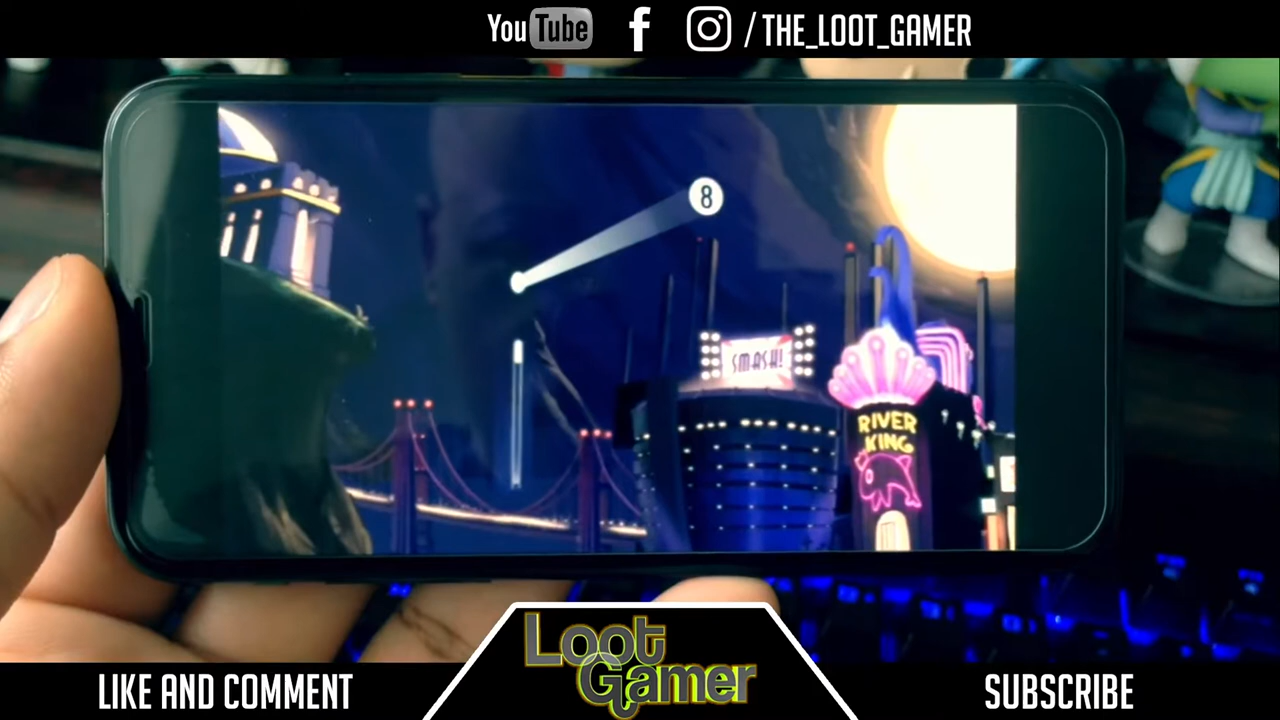 YouTube f / THE_LOOT_GAMER
8
SMASH!
RIVER
KING
Loot
Gamer
LIKE AND COMMENT
SUBSCRIBE